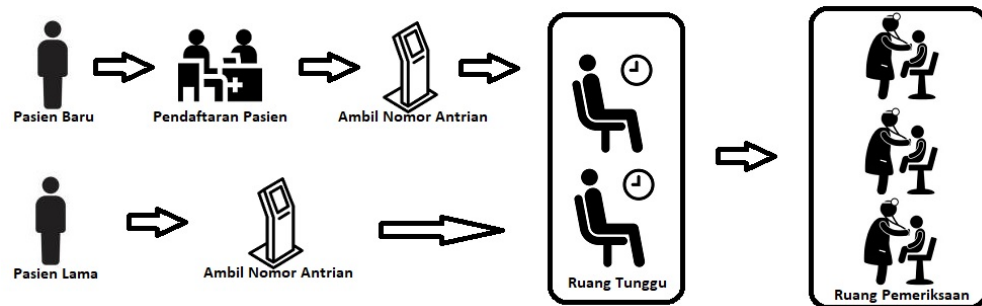 Pasien Baru
Pendaftaran Pasien
Ambil Nomor Antrian
Pasien Lama
Ambil Nomor Antrian
Ruang Tunggu
Ruang Pemeriksaan